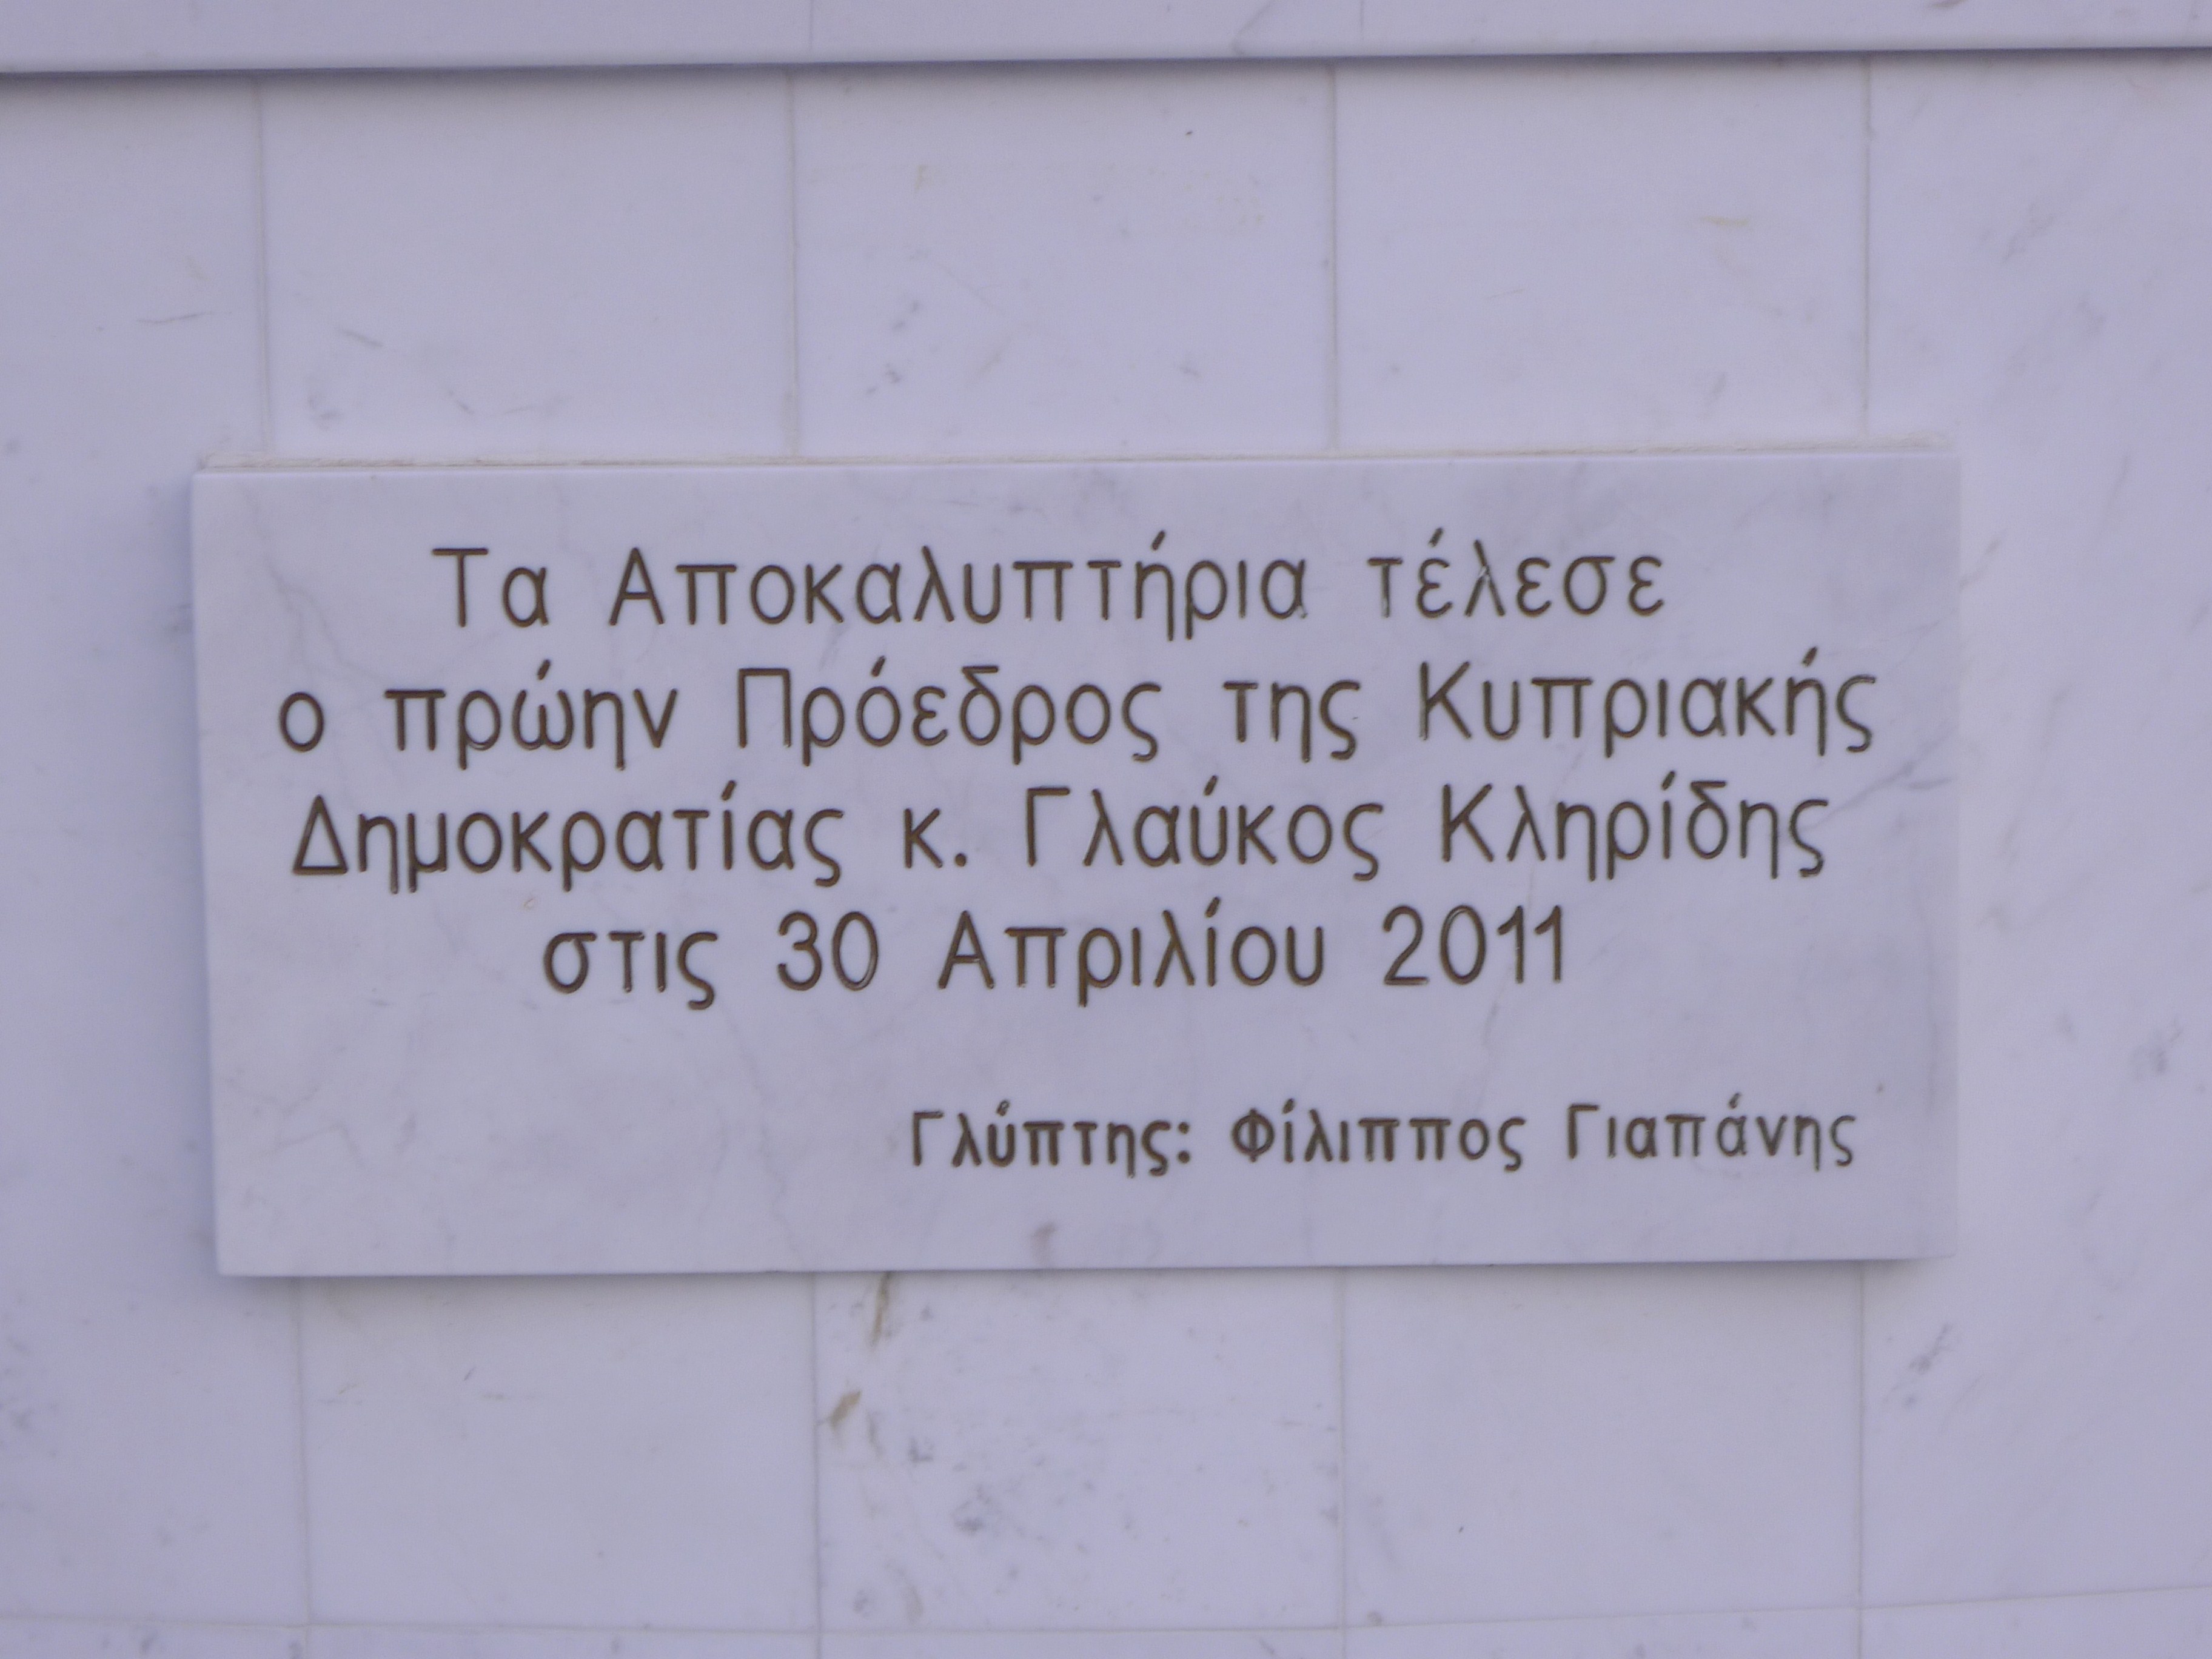 Τα Αποκαλυπτήρια τέλεσε
ο πρώην Πρόεδρος της Κυπριακής
Δημοκρατίας κ. Γλαύκος Κληρίδης
στις 30 Απριλίου 2011
Γλύπτης: Φίλιππος Γιαπάνης